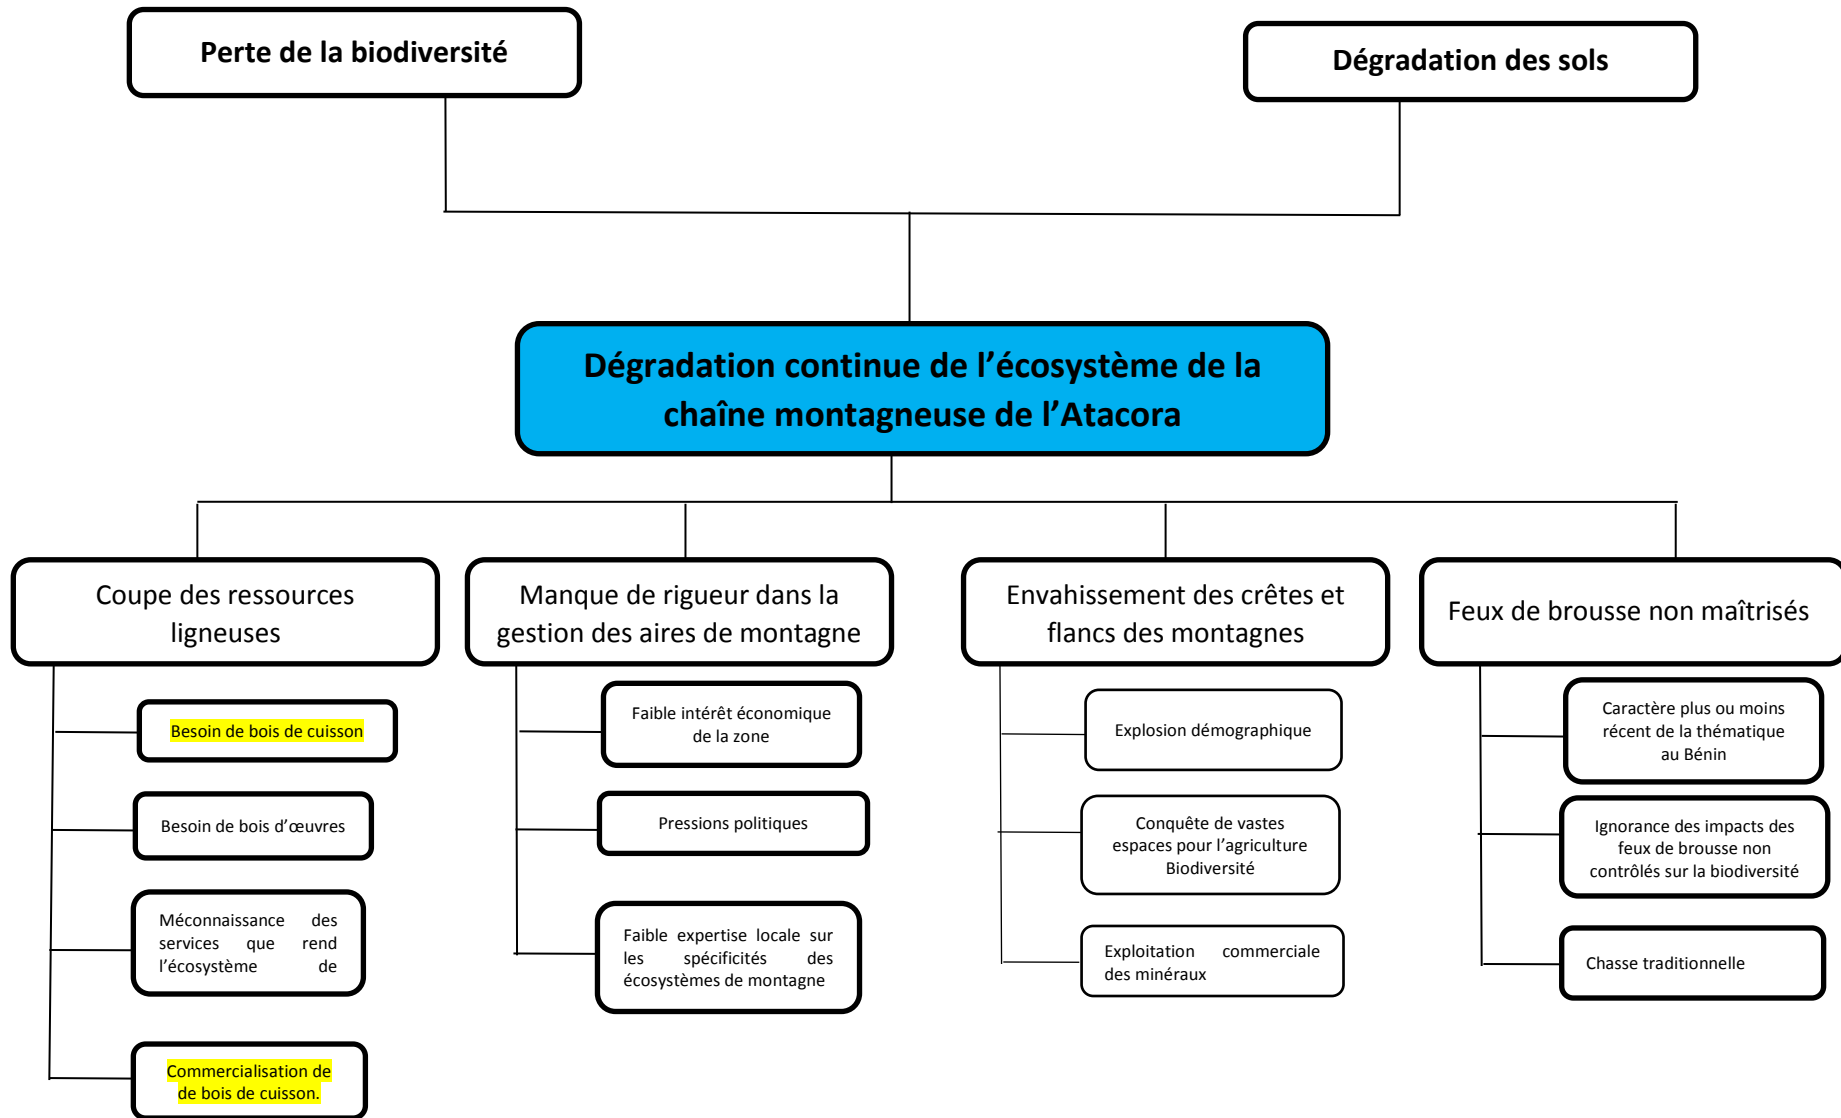 Perte de la biodiversité
Dégradation des sols
Dégradation continue de l’écosystème de la
chaîne montagneuse de l’Atacora
Coupe des ressources
ligneuses
Besoin de bois de cuisson
Besoin de bois d’œuvres
Méconnaissance des
services que rend
l’écosystème de
Commercialisation de
de bois de cuisson.
Manque de rigueur dans la
gestion des aires de montagne
Faible intérêt économique
de la zone
Pressions politiques
Faible expertise locale sur
les spécificités des
écosystèmes de montagne
Envahissement des crêtes et
flancs des montagnes
Explosion démographique
Conquête de vastes
espaces pour l’agriculture
Biodiversité
Exploitation commerciale
des minéraux
Feux de brousse non maîtrisés
Caractère plus ou moins
récent de la thématique
au Bénin
Ignorance des impacts des
feux de brousse non
contrôlés sur la biodiversité
Chasse traditionnelle